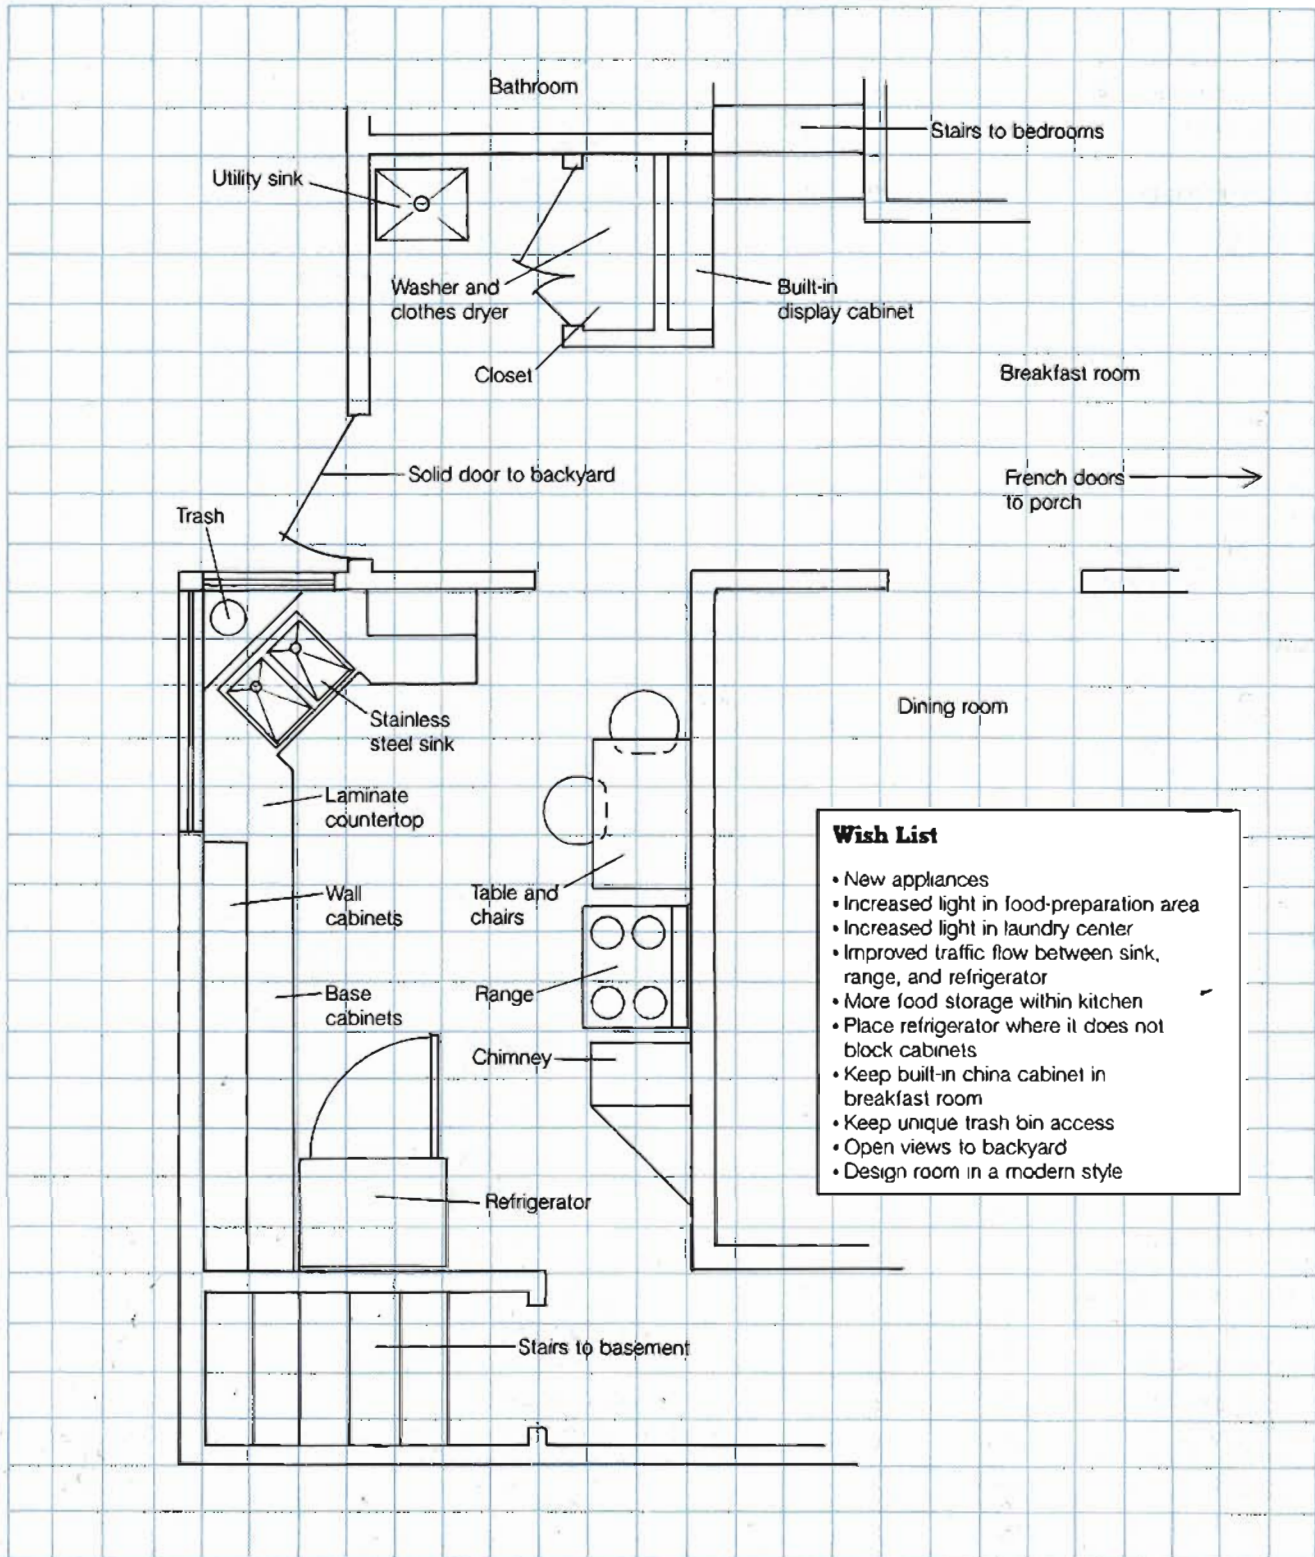 Bathroom
Stairs to bedrooms
Utility sink
Washer and
clothes dryer
Built-in
display cabinet
Closet
Breakfast room
Solid door to backyard
French doors
to porch
Trash
Stainless
steel sink
Dining room
Laminate
countertop
Wall
cabinets
Table and
chairs
Base
cabinets
Range
Chimney
Refrigerator
Stairs to basement
Wish List
• New appliances
• Increased light in food-preparation area
• Increased light in laundry center
• Improved traffic flow between sink,
range, and refrigerator
• More food storage within kitchen
• Place refrigerator where it does not
block cabinets
• Keep built-in china cabinet in
breakfast room
• Keep unique trash bin access
• Open views to backyard
• Design room in a modern style